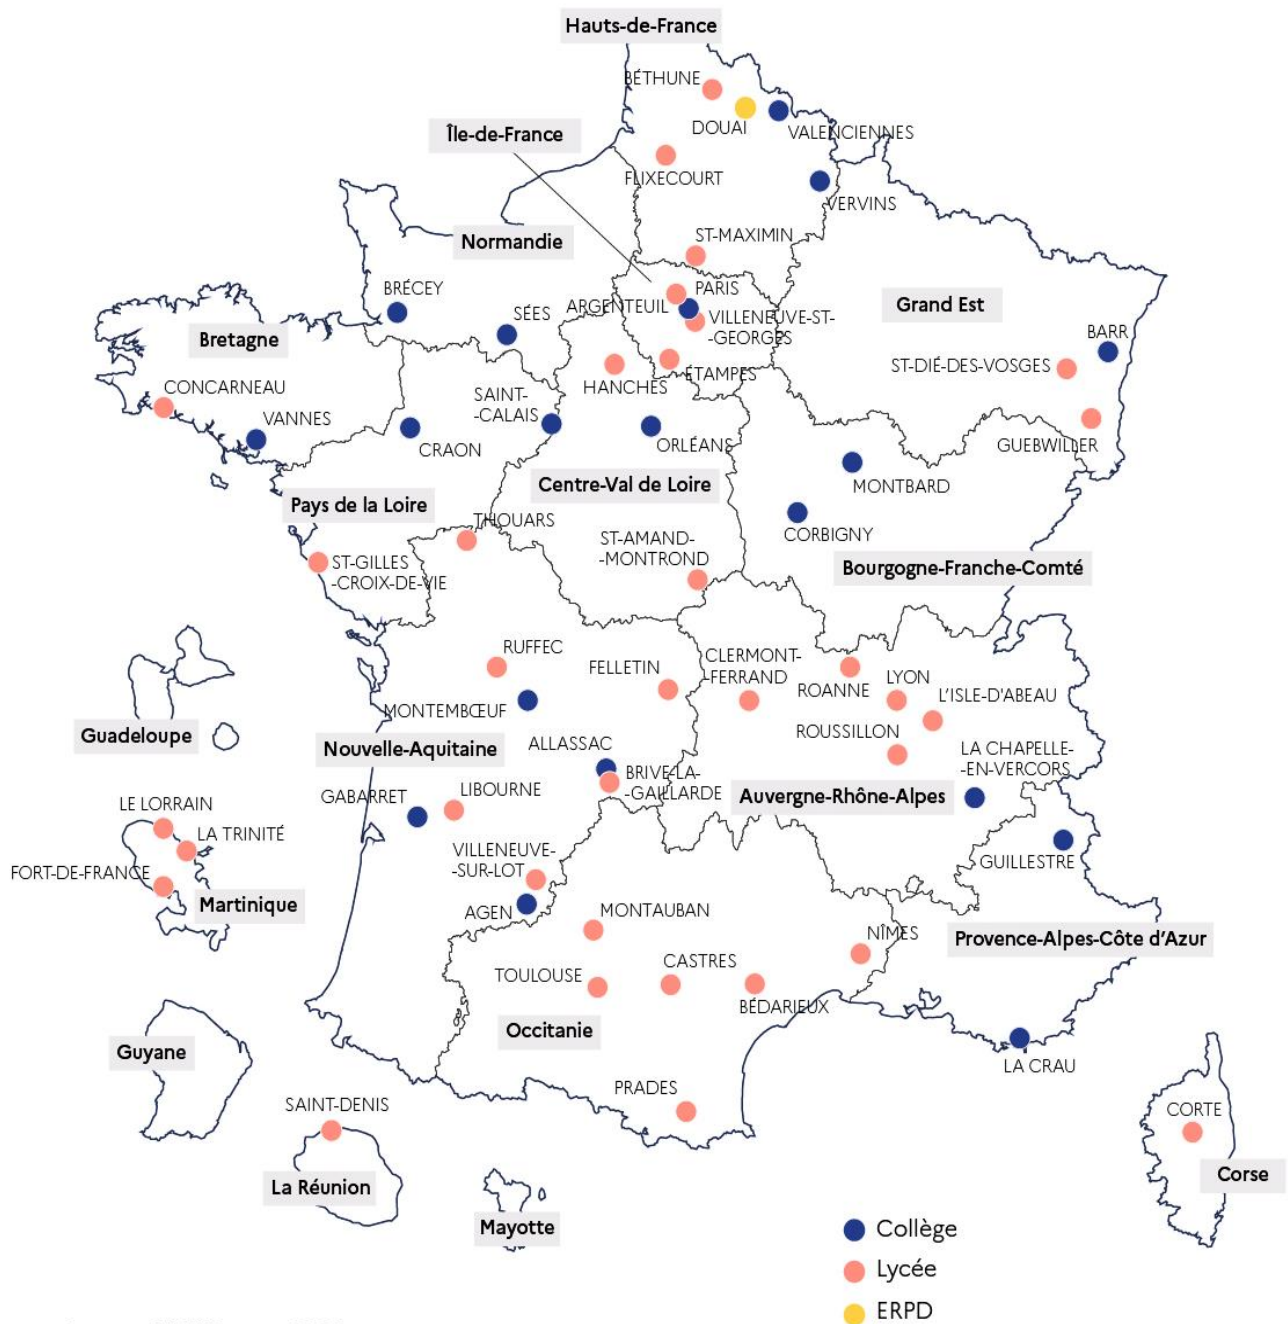 Hauts-de-France
BÉTHUNE
DOUAI
VALENCIENNES
Île-de-France
FLIXECOURT
VERVINS
ST-MAXIMIN
Normandie
BRÉCEY
SÉES
PARIS
ARGENTEUIL
VILLENEUVE-ST-
-GEORGES
ÉTAMPES
HANCHES
Grand Est
BARR
ST-DIÉ-DES-VOSGES
GUEBWILLER
Bretagne
CONCARNEAU
VANNES
CRAON
SAINT-
-CALAIS
ORLÉANS
Centre-Val de Loire
MONTBARD
CORBIGNY
Bourgogne-Franche-Comté
Pays de la Loire
THOUARS
ST-AMAND-
-MONTROND
ST-GILLES
-CROIX-DE-VIE
RUFFEC
FELLETIN
CLERMONT-
-FERRAND
ROANNE
LYON
L'ISLE-D'ABEAU
MONTEMBŒUF
ROUSSILLON
Guadeloupe
Nouvelle-Aquitaine
ALLASSAC
BRIVE-LA-
-GAILLARDE
LA CHAPELLE-
-EN-VERCORS
Auvergne-Rhône-Alpes
GABARRET
LIBOURNE
LE LORRAIN
LA TRINITÉ
FORT-DE-FRANCE
Martinique
VILLENEUVE-
-SUR-LOT
AGEN
GUILLESTRE
MONTAUBAN
NÎMES
Provence-Alpes-Côte d'Azur
TOULOUSE
CASTRES
BÉDARIEUX
Occitanie
LA CRAU
Guyane
PRADES
SAINT-DENIS
La Réunion
Mayotte
CORTE
Corse
Collège
Lycée
ERPD